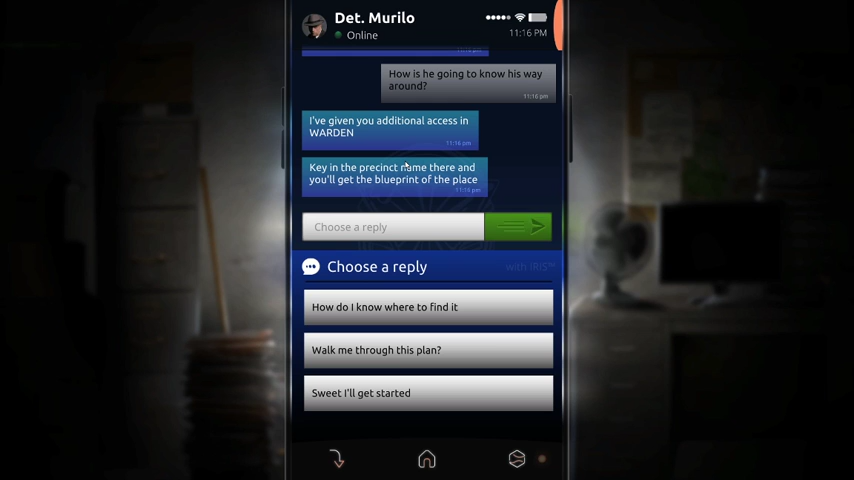 Det. Murilo
Online
11:16 PM
How is he going to know his way
around?
11:16 pm
I've given you additional access in
WARDEN
11:16 pm
Key in the precinct name there and
you'll get the blueprint of the place
11:16 pm
Choose a reply
Choose a reply
with IRIS™
How do I know where to find it
Walk me through this plan?
Sweet I'll get started